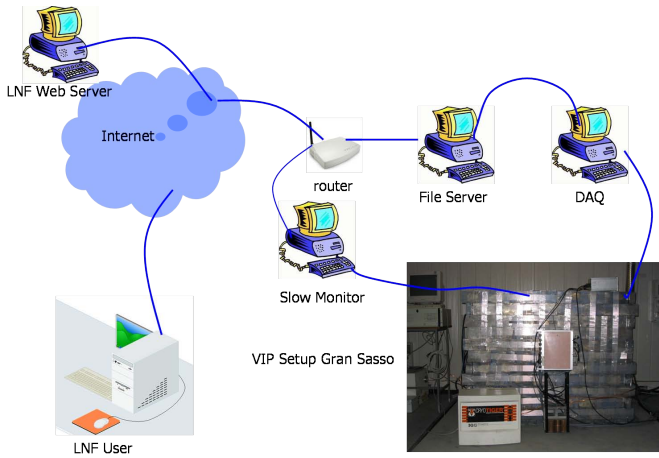 LNF Web Server
Internet
router
File Server
DAQ
Slow Monitor
VIP Setup Gran Sasso
LNF User